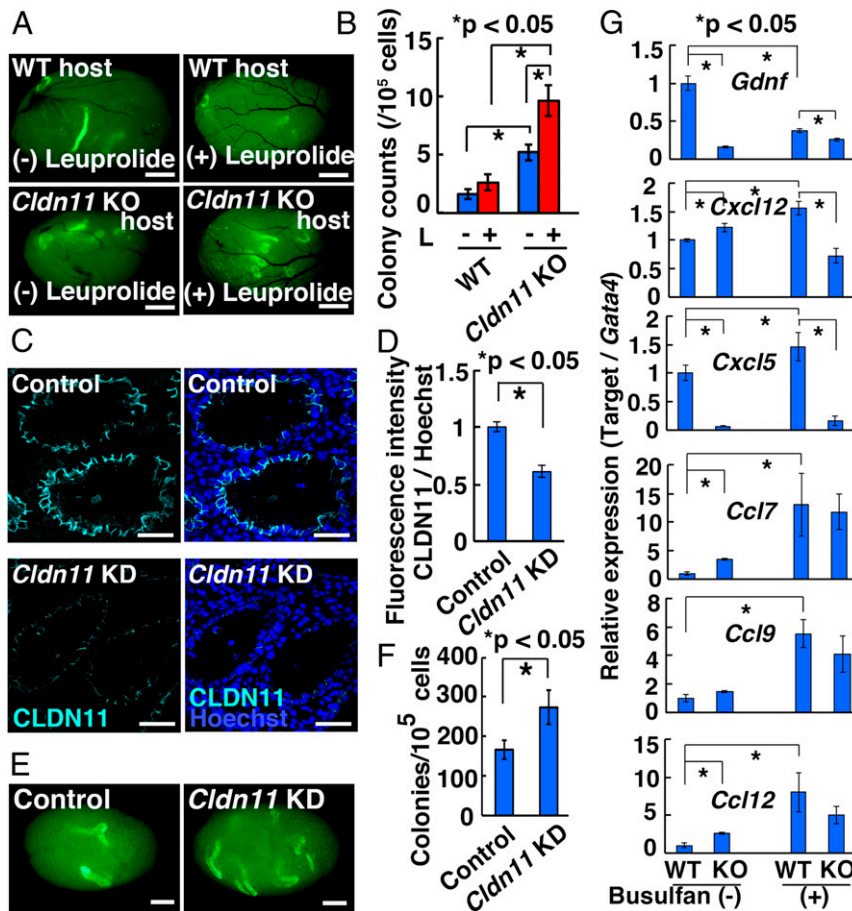 A
WT host
(-) Leuprolide
WT host
(+) Leuprolide
Cldn11 KO
host
(-) Leuprolide
host
(+) Leuprolide
B
*p < 0.05
Colony counts (/10⁵ cells)
15
10
5
0
*
*
*
L
- + - +
WT
Cldn11 KO
C
Control
Control
Cldn11 KD
CLDN11
Cldn11 KD
CLDN11
Hoechst
D
*p < 0.05
Fluorescence intensity
CLDN11 / Hoechst
1
0.5
0
*
Control
Cldn11 KD
E
Control
Cldn11 KD
F
*p < 0.05
Colonies/10⁵ cells
400
300
200
100
0
*
Control
Cldn11 KD
G
*p < 0.05
Relative expression (Target / Gata4)
1.5
1
0.5
0
*
*
*
Gdnf
2
1.5
1
0.5
0
*
*
*
Cxcl12
2
1.5
1
0.5
0
*
*
*
Cxcl5
20
15
10
5
0
*
*
Ccl7
8
6
4
2
0
*
Ccl9
15
10
5
0
*
*
Ccl12
WT KO WT KO
Busulfan (-) (+)